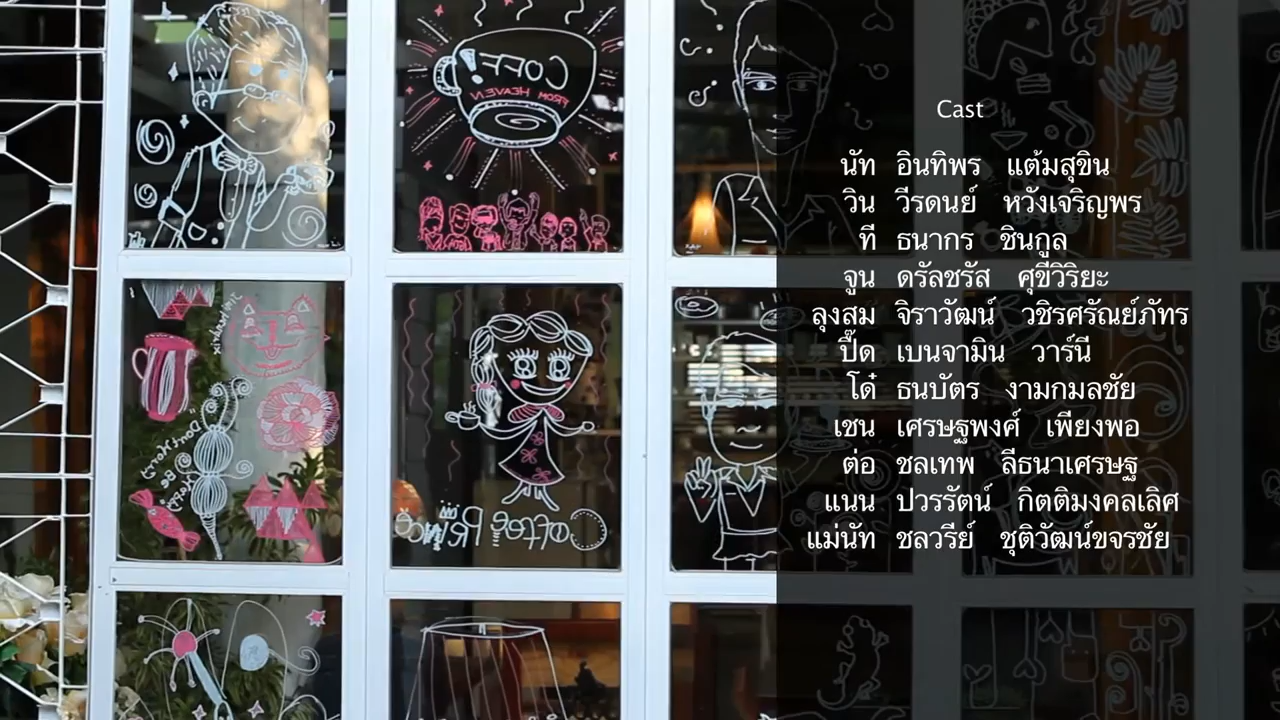 COFF
FROM HEAVEN
Cast
นัท อินทิพร แต้มสุขิน
วิน วีรดนย์ หวังเจริญพร
ที ธนากร ชินกูล
จูน ดรัลชรัส ศุขีวิริยะ
ลุงสม จิราวัฒน์ วชิรศรัณย์ภัทร
ปี๊ด เบนจามิน วาร์นี
โด๋ ธนบัตร งามกมลชัย
เชน เศรษฐพงศ์ เพียงพอ
ต่อ ชลเทพ ลีธนาเศรษฐ
แนน ปวรรัตน์ กิตติมงคลเลิศ
แม่นัท ชลวรีย์ ชุติวัฒน์ขจรชัย
Don't Worry
Be
Happy
Coffee PRINCE